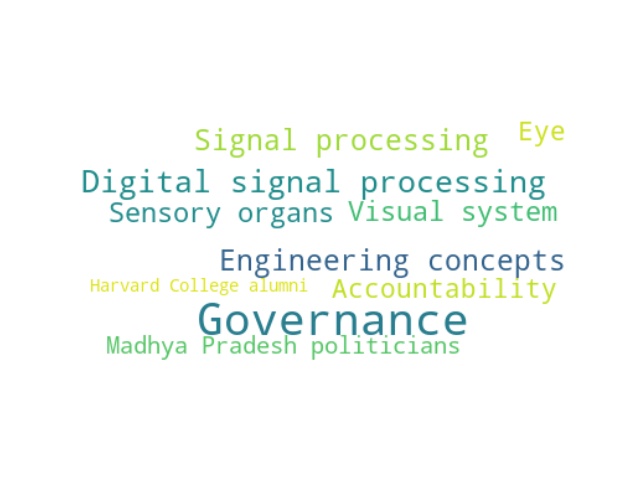 Eye
Signal processing
Digital signal processing
Sensory organs Visual system
Engineering concepts
Harvard College alumni Accountability
Governance
Madhya Pradesh politicians